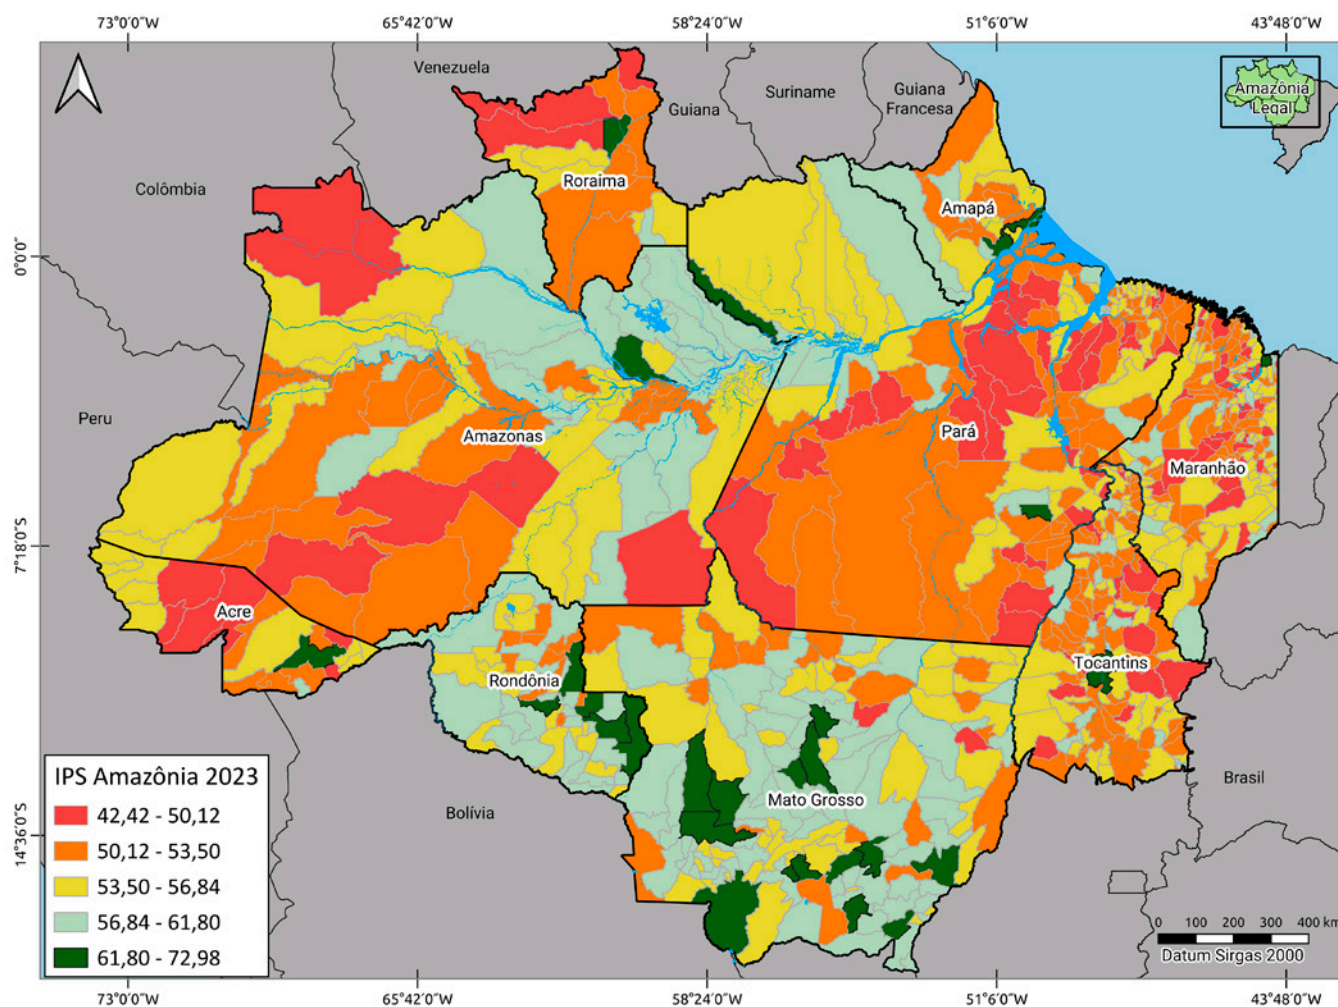 73°0′0″W 65°42′0″W 58°24′0″W 51°6′0″W 43°48′0″W
Venezuela
Guiana
Suriname
Guiana
Francesa
Amazônia
Legal
Colômbia
Roraima
Amapá
0°0′0″
Peru
Amazonas
Pará
Maranhão
7°18′0″S
Acre
Rondônia
Tocantins
Mato Grosso
Bolívia
Brasil
14°36′0″S
IPS Amazônia 2023
42,42 - 50,12
50,12 - 53,50
53,50 - 56,84
56,84 - 61,80
61,80 - 72,98
0 100 200 300 400 km
Datum Sirgas 2000
73°0′0″W 65°42′0″W 58°24′0″W 51°6′0″W 43°48′0″W